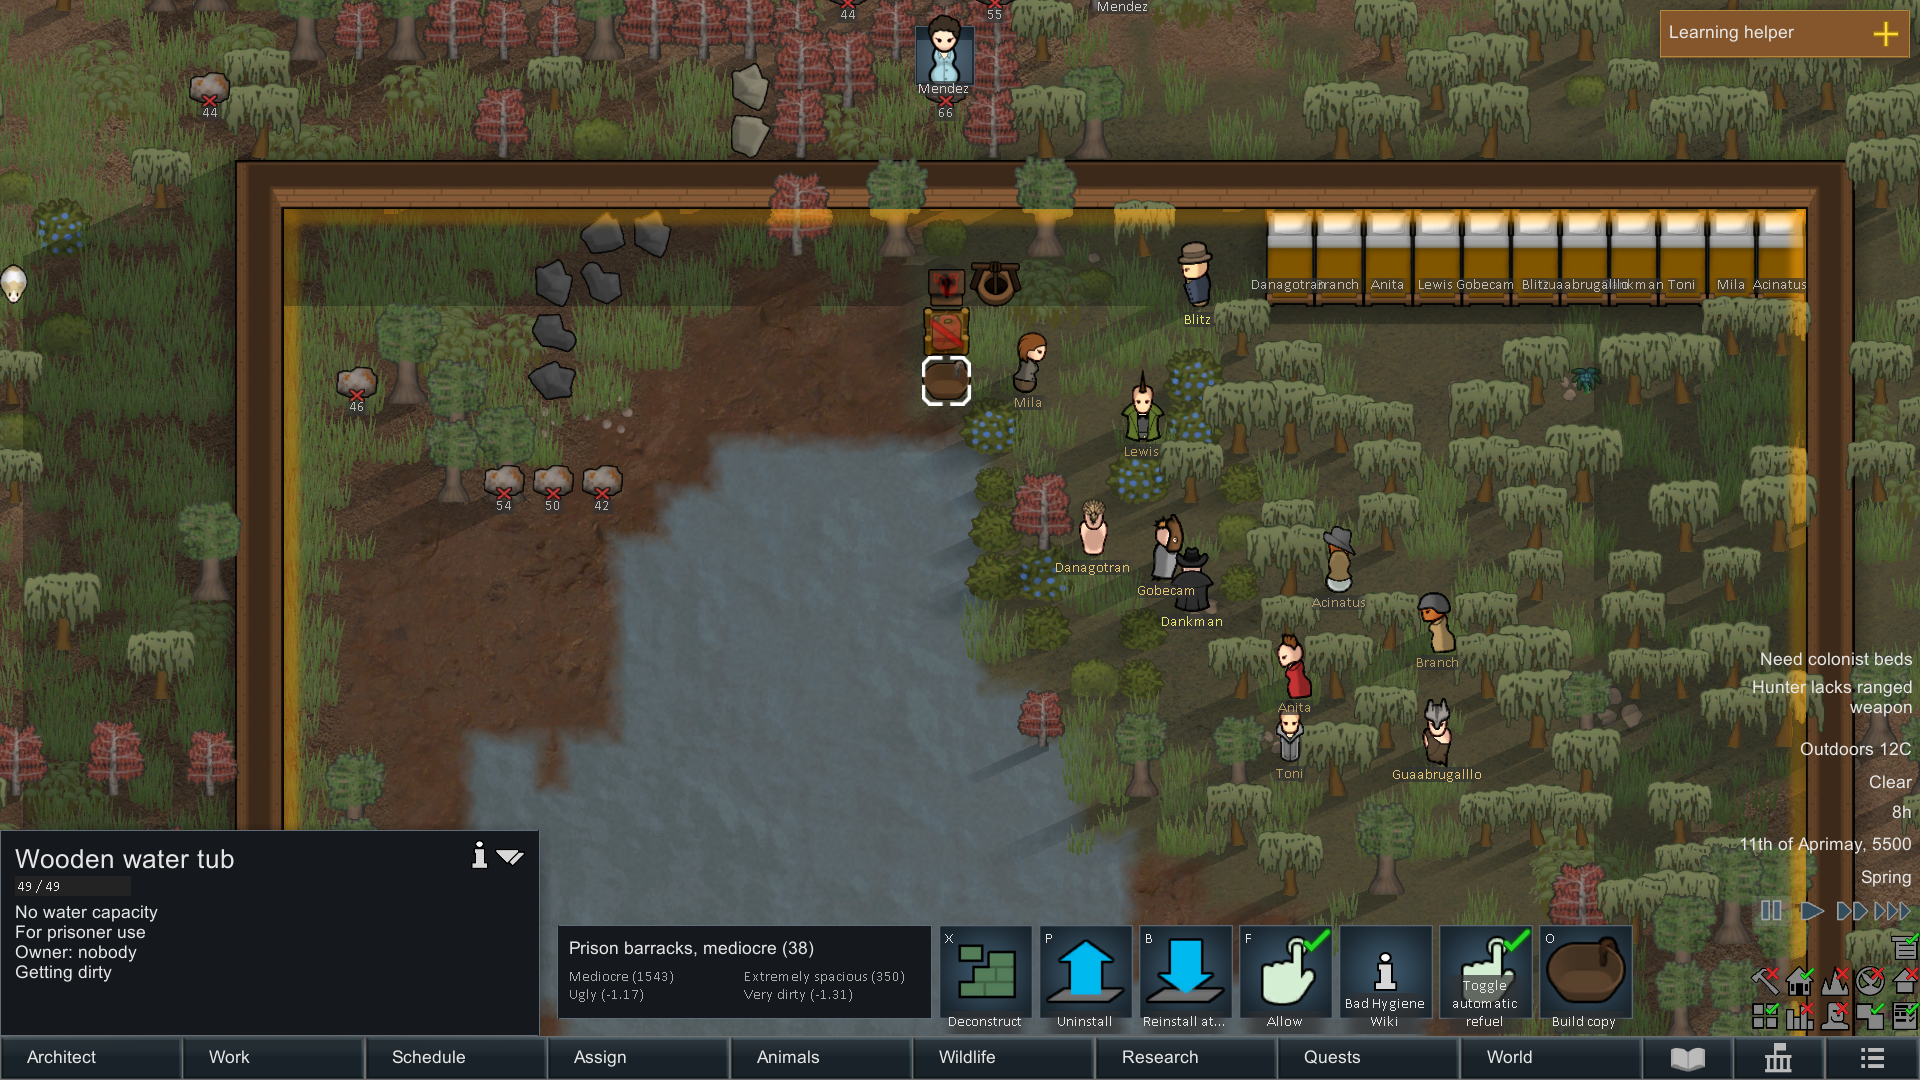 44
55
Mendez
Learning helper
44
Mendez
66
Danagotran
Branch
Anita
Lewis
Gobecam
Blitz
Toni
Mila
Acinatus
Blitz
46
Mila
Lewis
54
50
42
Danagotran
Gobecam
Dankman
Acinatus
Branch
Anita
Toni
Guaabrugalllo
Need colonist beds
Hunter lacks ranged
weapon
Outdoors 12C
Clear
8h
11th of Aprimay, 5500
Spring
Wooden water tub
49 / 49
No water capacity
For prisoner use
Owner: nobody
Getting dirty
Prison barracks, mediocre (38)
Mediocre (1543)
Extremely spacious (350)
Ugly (-1.17)
Very dirty (-1.31)
X
Deconstruct
P
Uninstall
B
Reinstall at...
F
Allow
Bad Hygiene
Wiki
Toggle
automatic
refuel
O
Build copy
Architect
Work
Schedule
Assign
Animals
Wildlife
Research
Quests
World